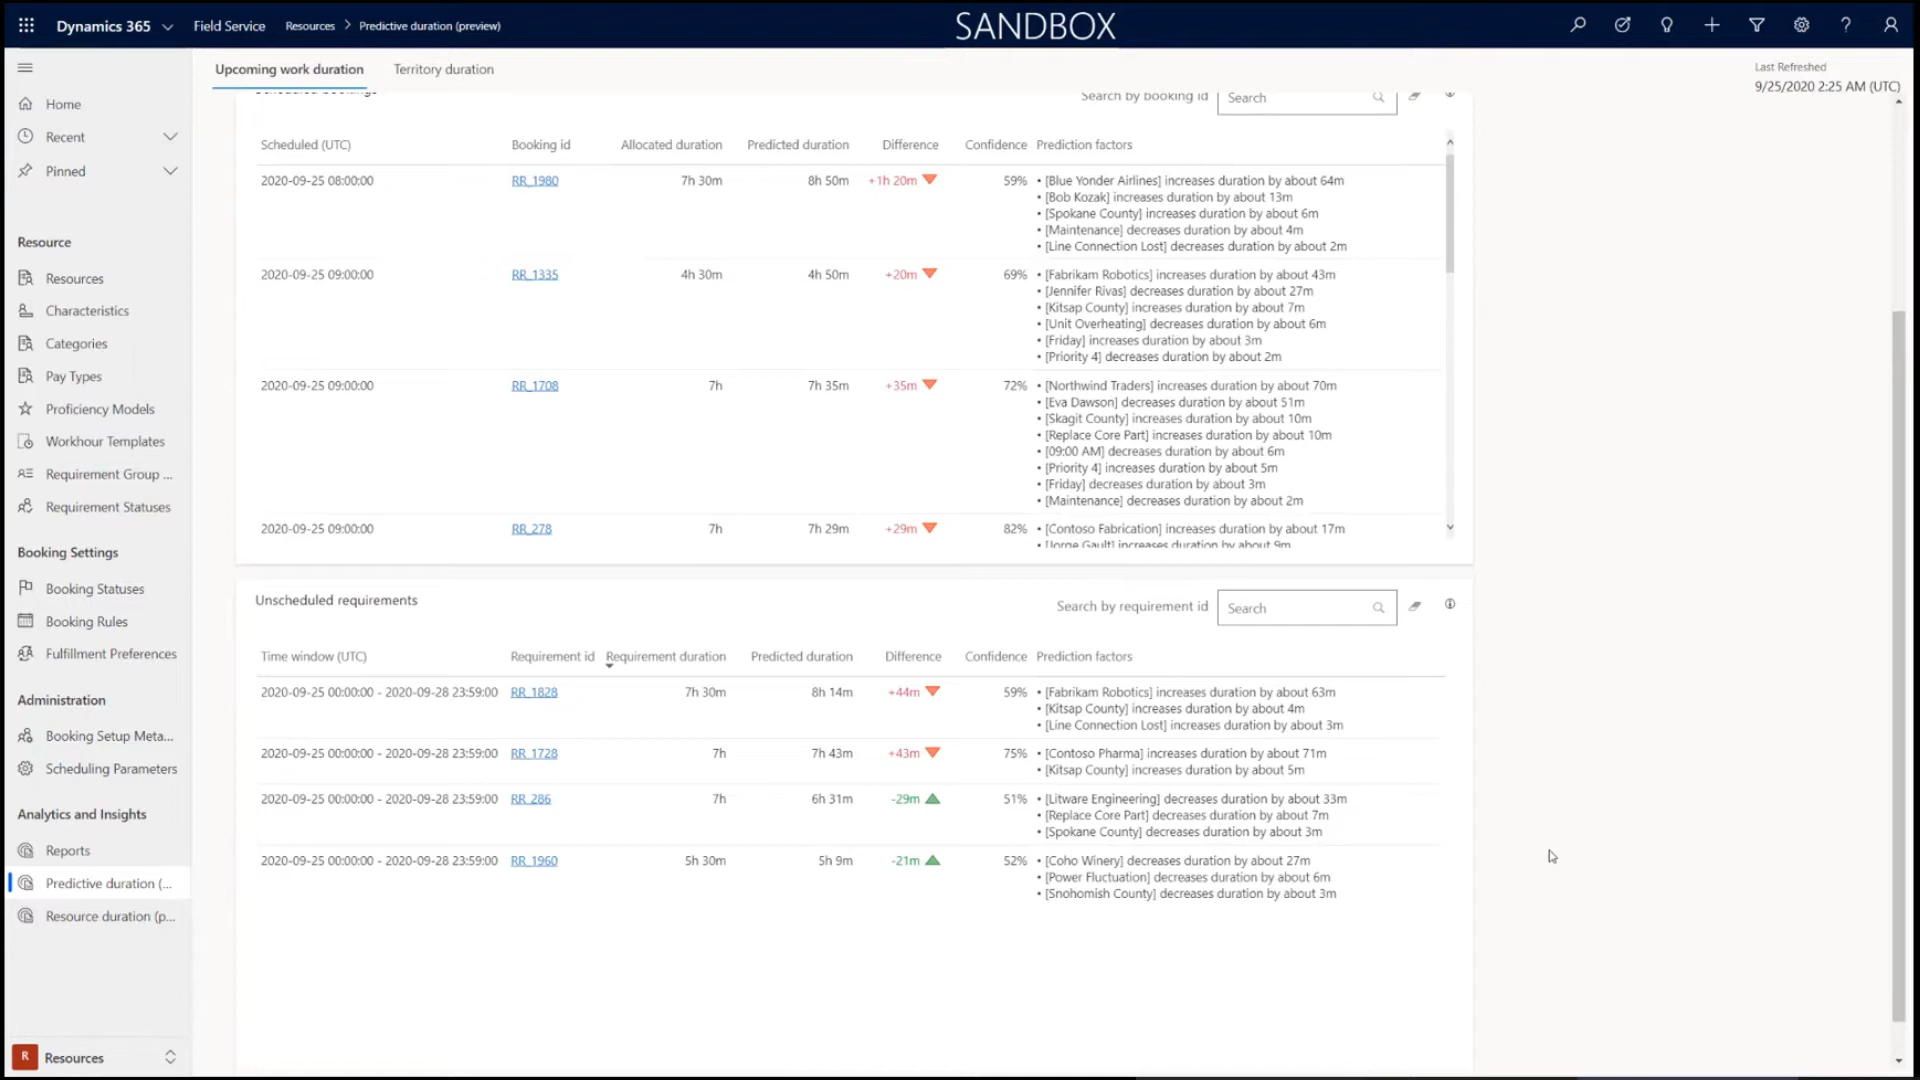 Dynamics 365 Field Service Resources > Predictive duration (preview) SANDBOX
Upcoming work duration Territory duration
Last Refreshed
9/25/2020 2:25 AM (UTC)
Home
Recent
Pinned
Resource
Resources
Characteristics
Categories
Pay Types
Proficiency Models
Workhour Templates
Requirement Group ...
Requirement Statuses
Booking Settings
Booking Statuses
Booking Rules
Fulfillment Preferences
Administration
Booking Setup Meta...
Scheduling Parameters
Analytics and Insights
Reports
Predictive duration (...
Resource duration (p...
R Resources
Scheduled bookings
Search by booking id Search
Scheduled (UTC) Booking id Allocated duration Predicted duration Difference Confidence Prediction factors
2020-09-25 08:00:00 RR_1980 7h 30m 8h 50m +1h 20m 59% • [Blue Yonder Airlines] increases duration by about 64m
• [Bob Kozak] increases duration by about 13m
• [Spokane County] increases duration by about 6m
• [Maintenance] decreases duration by about 4m
• [Line Connection Lost] decreases duration by about 2m
2020-09-25 09:00:00 RR_1335 4h 30m 4h 50m +20m 69% • [Fabrikam Robotics] increases duration by about 43m
• [Jennifer Rivas] decreases duration by about 27m
• [Kitsap County] increases duration by about 7m
• [Unit Overheating] decreases duration by about 6m
• [Friday] increases duration by about 3m
• [Priority 4] decreases duration by about 2m
2020-09-25 09:00:00 RR_1708 7h 7h 35m +35m 72% • [Northwind Traders] increases duration by about 70m
• [Eva Dawson] decreases duration by about 51m
• [Skagit County] increases duration by about 10m
• [Replace Core Part] increases duration by about 10m
• [09:00 AM] decreases duration by about 6m
• [Priority 4] increases duration by about 5m
• [Friday] decreases duration by about 3m
• [Maintenance] decreases duration by about 2m
2020-09-25 09:00:00 RR_278 7h 7h 29m +29m 82% • [Contoso Fabrication] increases duration by about 17m
• [Jorge Gault] increases duration by about 9m
Unscheduled requirements
Search by requirement id Search
Time window (UTC) Requirement id Requirement duration Predicted duration Difference Confidence Prediction factors
2020-09-25 00:00:00 - 2020-09-28 23:59:00 RR_1828 7h 30m 8h 14m +44m 59% • [Fabrikam Robotics] increases duration by about 63m
• [Kitsap County] increases duration by about 4m
• [Line Connection Lost] increases duration by about 3m
2020-09-25 00:00:00 - 2020-09-28 23:59:00 RR_1728 7h 7h 43m +43m 75% • [Contoso Pharma] increases duration by about 71m
• [Kitsap County] increases duration by about 5m
2020-09-25 00:00:00 - 2020-09-28 23:59:00 RR_286 7h 6h 31m -29m 51% • [Litware Engineering] decreases duration by about 33m
• [Replace Core Part] decreases duration by about 7m
• [Spokane County] decreases duration by about 3m
2020-09-25 00:00:00 - 2020-09-28 23:59:00 RR_1960 5h 30m 5h 9m -21m 52% • [Coho Winery] decreases duration by about 27m
• [Power Fluctuation] decreases duration by about 6m
• [Snohomish County] decreases duration by about 3m